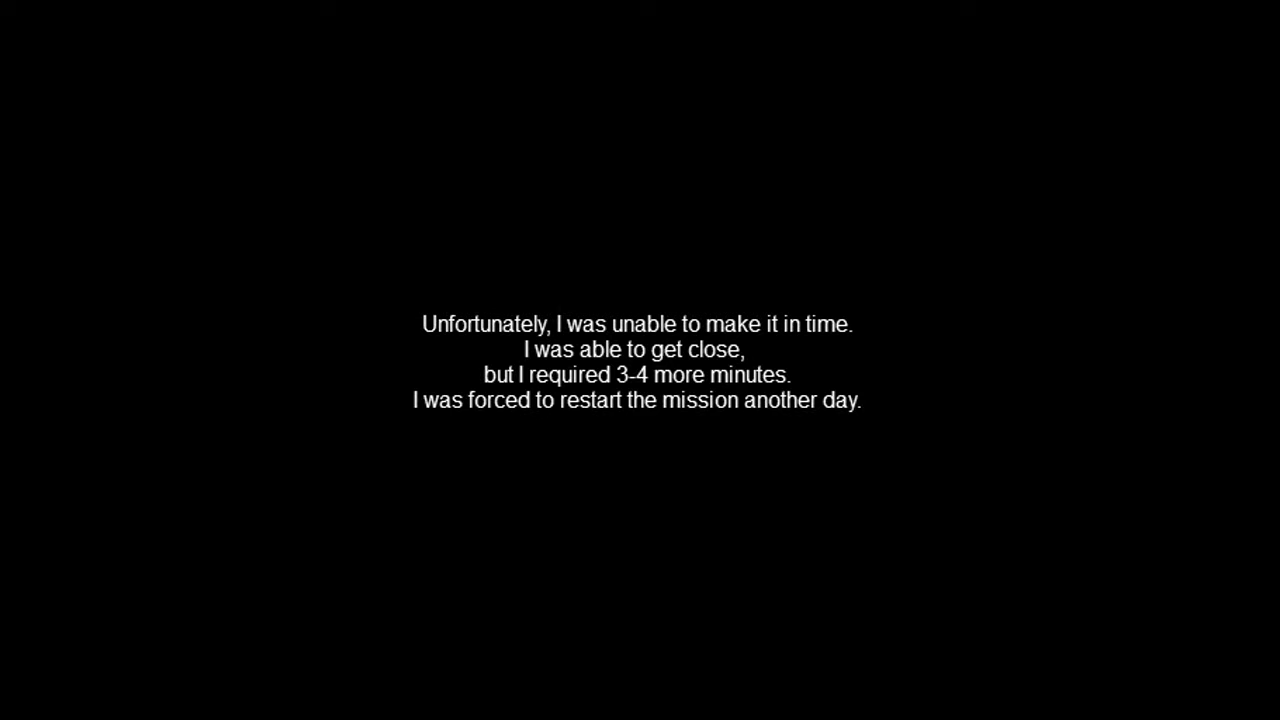 Unfortunately, I was unable to make it in time.
I was able to get close,
but I required 3-4 more minutes.
I was forced to restart the mission another day.